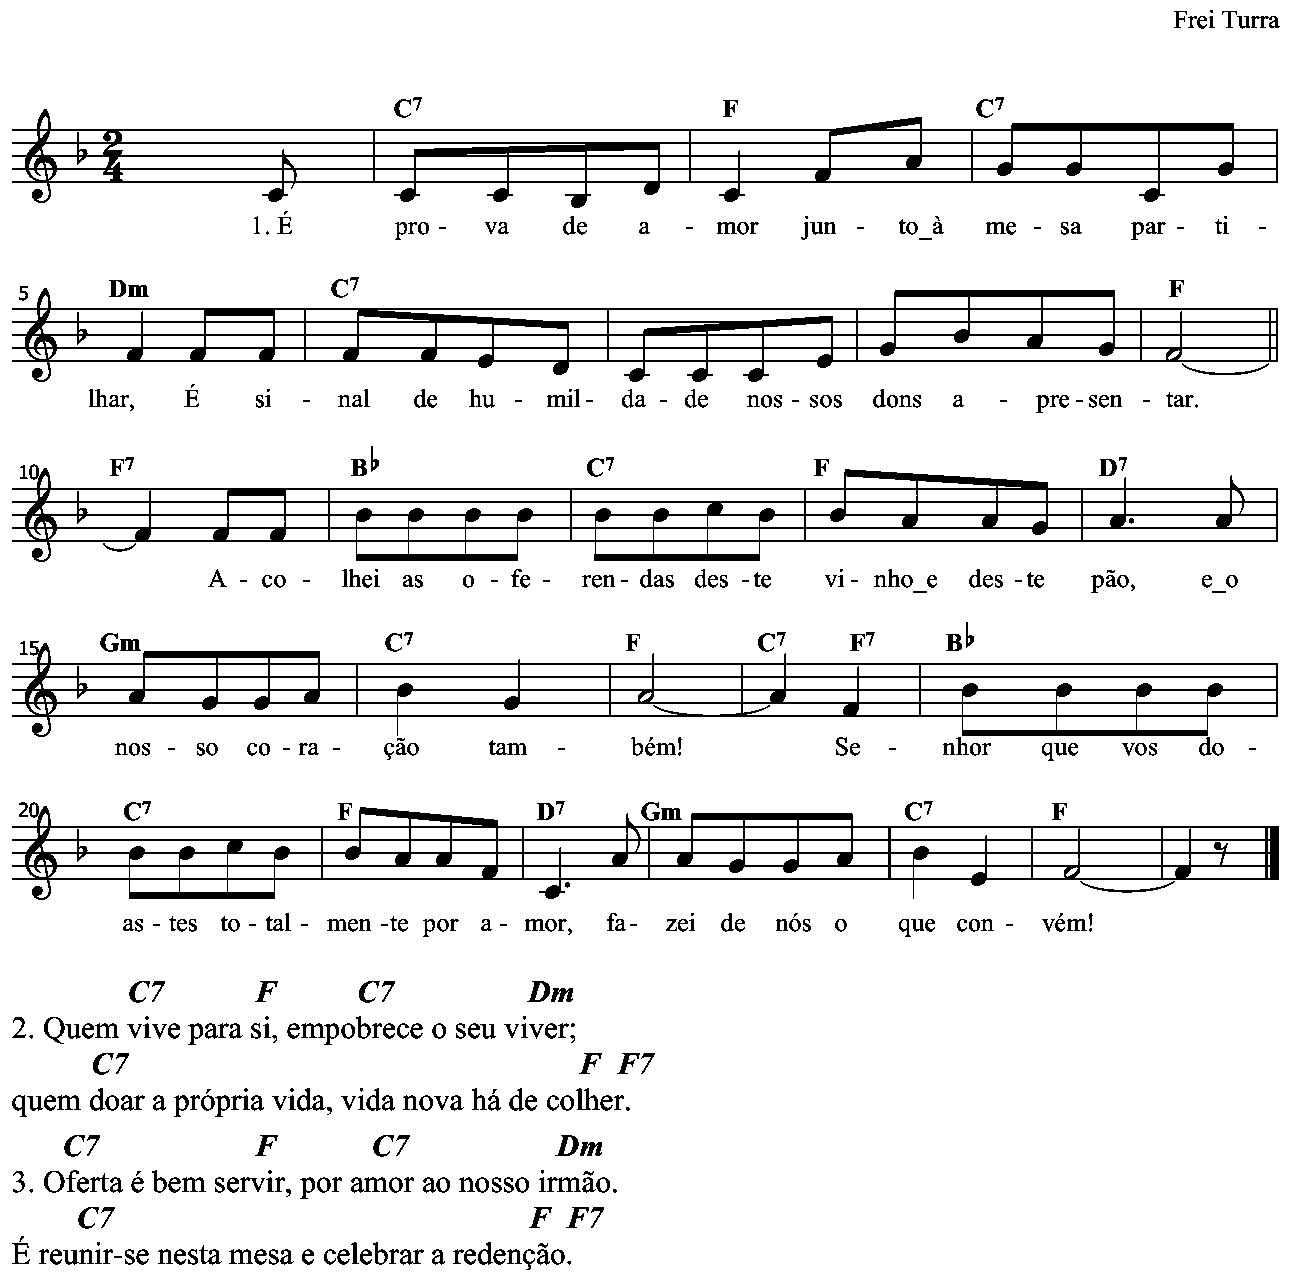 Frei Turra
C7 F C7
2/4
1. É pro - va de a - mor jun - to_à me - sa par - ti -
5 Dm C7 F
lhar, É si - nal de hu - mil - da - de nos - sos dons a - pre - sen - tar.
10 F7 B♭ C7 F D7
A - co - lhei as o - fe - ren - das des - te vi - nho_e des - te pão, e_o
15 Gm C7 F C7 F7 B♭
nos - so co - ra - ção tam - bém! Se - nhor que vos do -
20 C7 F D7 Gm C7 F
as - tes to - tal - men - te por a - mor, fa - zei de nós o que con - vém!
C7 F C7 Dm
2. Quem vive para si, empobrece o seu viver;
C7 F F7
quem doar a própria vida, vida nova há de colher.
C7 F C7 Dm
3. Oferta é bem servir, por amor ao nosso irmão.
C7 F F7
É reunir-se nesta mesa e celebrar a redenção.